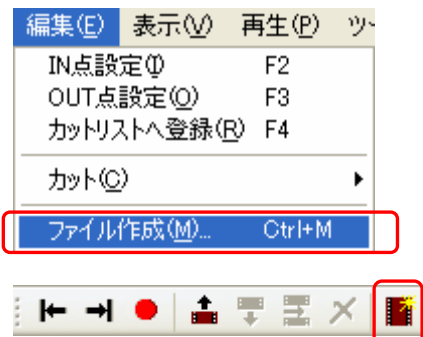 編集(E) 表示(V) 再生(P) ツ
IN点設定(I) F2
OUT点設定(O) F3
カットリストへ登録(R) F4
カット(C)
ファイル作成(M)... Ctrl+M